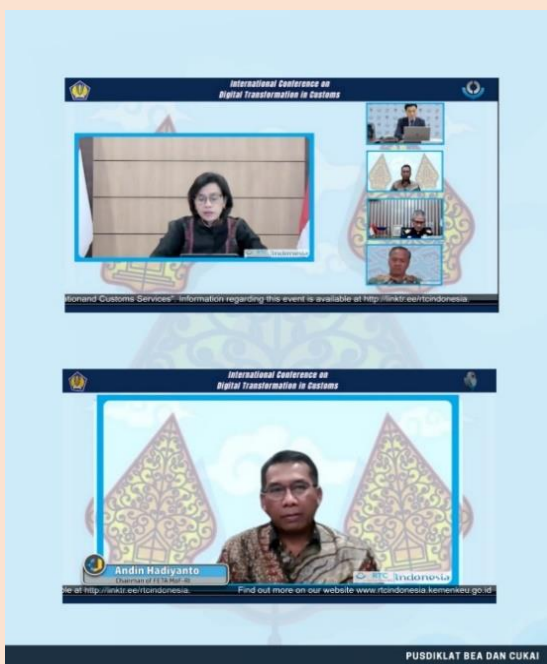 International Conference on
Digital Transformation in Customs
RTC Indonesia
tionand Customs Services". Information regarding this event is available at http://linktr.ee/rtcindonesia.
International Conference on
Digital Transformation in Customs
Andin Hadiyanto
Chairman of FETA MoF-RI
RTC Indonesia
ble at http://linktr.ee/rtcindonesia.
Find out more on our website www.rtcindonesia.kemenkeu.go.id
PUSDIKLAT BEA DAN CUKAI